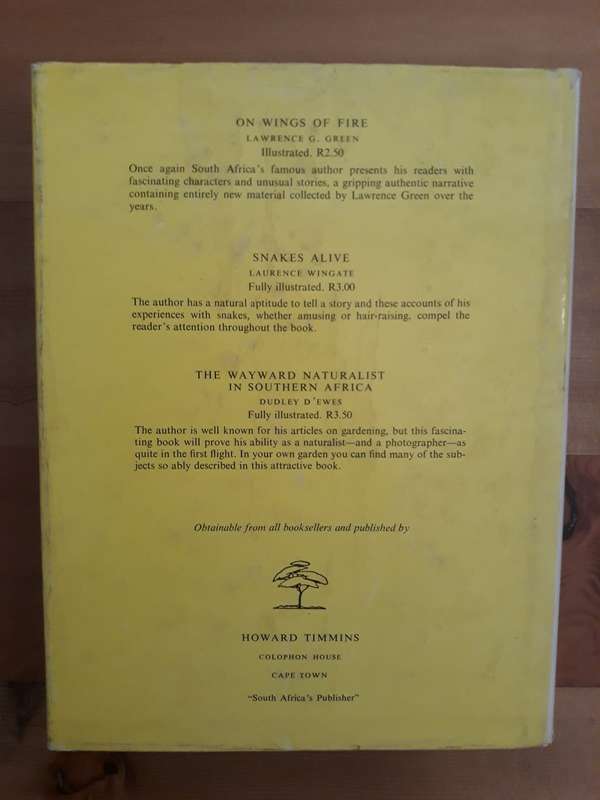 ON WINGS OF FIRE
LAWRENCE G. GREEN
Illustrated. R2.50
Once again South Africa's famous author presents his readers with
fascinating characters and unusual stories, a gripping authentic narrative
containing entirely new material collected by Lawrence Green over the
years.
SNAKES ALIVE
LAURENCE WINGATE
Fully illustrated. R3.00
The author has a natural aptitude to tell a story and these accounts of his
experiences with snakes, whether amusing or hair-raising, compel the
reader's attention throughout the book.
THE WAYWARD NATURALIST
IN SOUTHERN AFRICA
DUDLEY D'EWES
Fully illustrated. R3.50
The author is well known for his articles on gardening, but this fascina-
ting book will prove his ability as a naturalist—and a photographer—as
quite in the first flight. In your own garden you can find many of the sub-
jects so ably described in this attractive book.
Obtainable from all booksellers and published by
HOWARD TIMMINS
COLOPHON HOUSE
CAPE TOWN
"South Africa's Publisher"